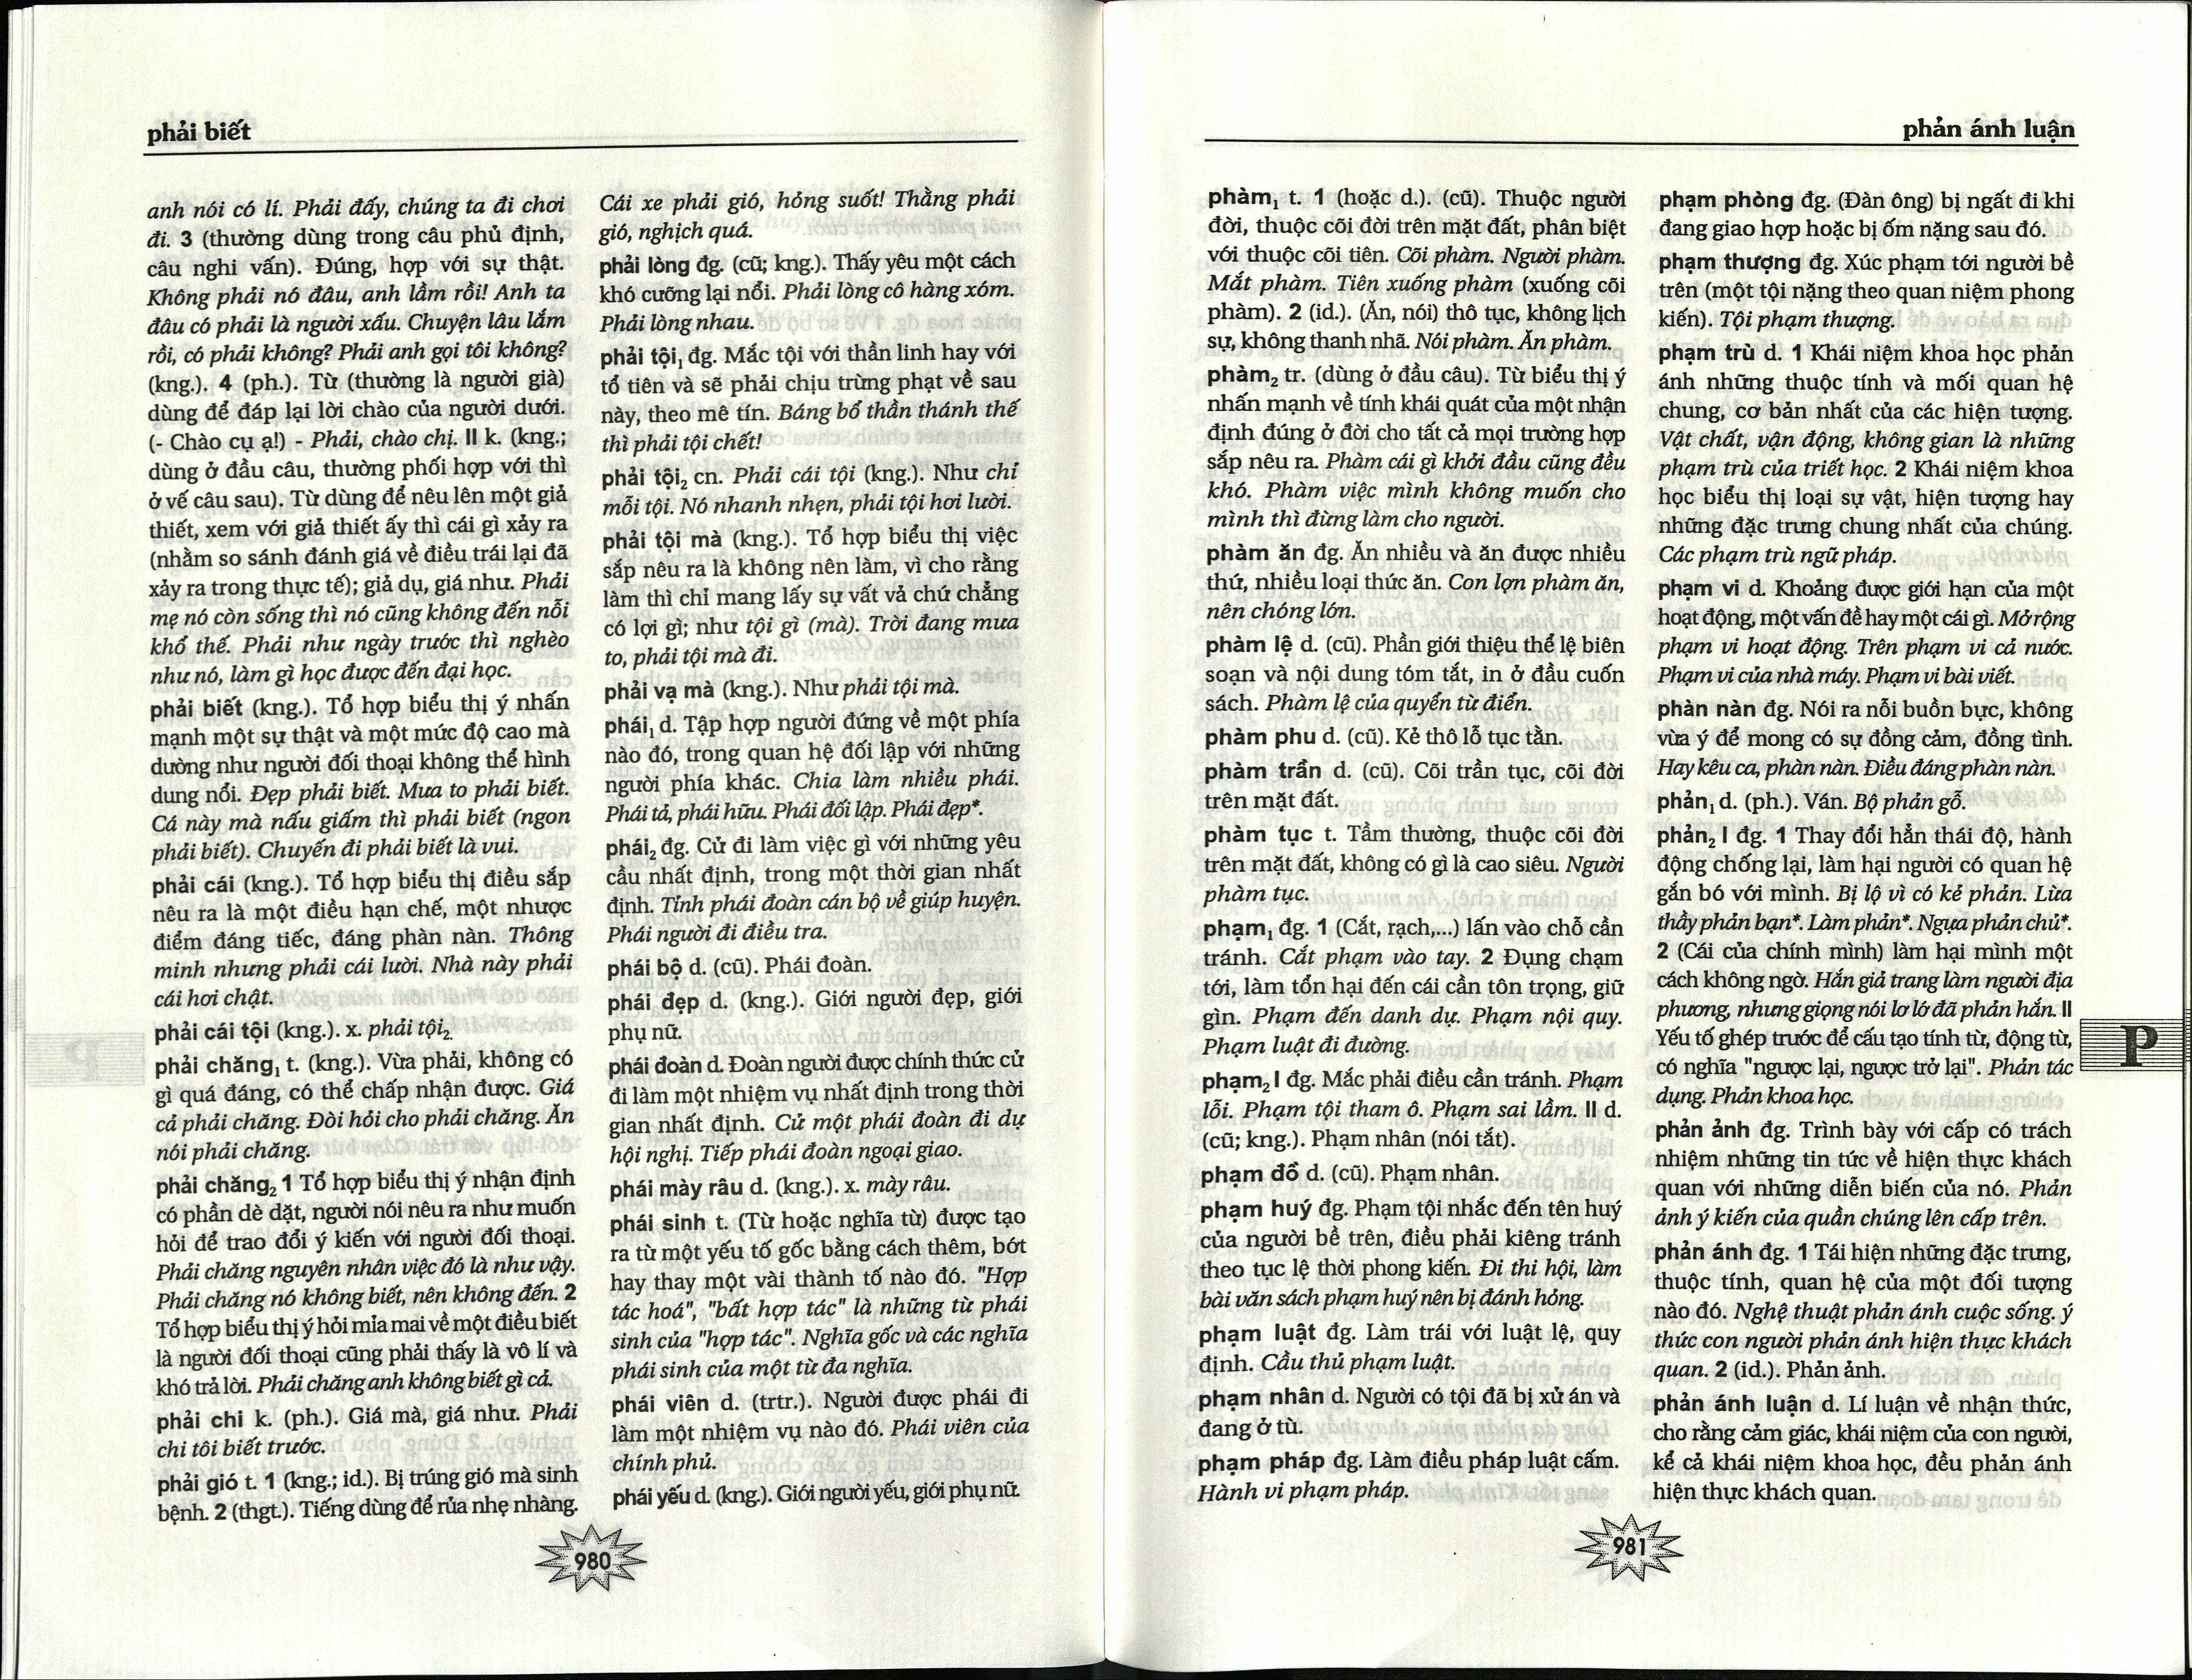 phải biết
anh nói có lí. Phải đấy, chúng ta đi chơi
đi. 3 (thường dùng trong câu phủ định,
câu nghi vấn). Đúng, hợp với sự thật.
Không phải nó đâu, anh lầm rồi! Anh ta
đâu có phải là người xấu. Chuyện lâu lắm
rồi, có phải không? Phải anh gọi tôi không?
(kng.). 4 (ph.). Từ (thường là người già)
dùng để đáp lại lời chào của người dưới.
(- Chào cụ ạ!) - Phải, chào chị. II k. (kng.;
dùng ở đầu câu, thường phối hợp với thì
ở vế câu sau). Từ dùng để nêu lên một giả
thiết, xem với giả thiết ấy thì cái gì xảy ra
(nhằm so sánh đánh giá về điều trái lại đã
xảy ra trong thực tế); giả dụ, giá như. Phải
mẹ nó còn sống thì nó cũng không đến nỗi
khổ thế. Phải như ngày trước thì nghèo
như nó, làm gì học được đến đại học.
phải biết (kng.). Tổ hợp biểu thị ý nhấn
mạnh một sự thật và một mức độ cao mà
dường như người đối thoại không thể hình
dung nổi. Đẹp phải biết. Mưa to phải biết.
Cá này mà nấu giấm thì phải biết (ngon
phải biết). Chuyến đi phải biết là vui.
phải cái (kng.). Tổ hợp biểu thị điều sắp
nêu ra là một điều hạn chế, một nhược
điểm đáng tiếc, đáng phàn nàn. Thông
minh nhưng phải cái lười. Nhà này phải
cái hơi chật.
phải cái tội (kng.). x. phải tội₂.
phải chăng₁ t. (kng.). Vừa phải, không có
gì quá đáng, có thể chấp nhận được. Giá
cả phải chăng. Đòi hỏi cho phải chăng. Ăn
nói phải chăng.
phải chăng₂ 1 Tổ hợp biểu thị ý nhận định
có phần dè dặt, người nói nêu ra như muốn
hỏi để trao đổi ý kiến với người đối thoại.
Phải chăng nguyên nhân việc đó là như vậy.
Phải chăng nó không biết, nên không đến. 2
Tổ hợp biểu thị ý hỏi mỉa mai về một điều biết
là người đối thoại cũng phải thấy là vô lí và
khó trả lời. Phải chăng anh không biết gì cả.
phải chi k. (ph.). Giá mà, giá như. Phải
chi tôi biết trước.
phải gió t. 1 (kng.; id.). Bị trúng gió mà sinh
bệnh. 2 (thgt.). Tiếng dùng để rủa nhẹ nhàng.
Cái xe phải gió, hỏng suốt! Thằng phải
gió, nghịch quá.
phải lòng đg. (cũ; kng.). Thấy yêu một cách
khó cưỡng lại nổi. Phải lòng cô hàng xóm.
Phải lòng nhau.
phải tội₁ đg. Mắc tội với thần linh hay với
tổ tiên và sẽ phải chịu trừng phạt về sau
này, theo mê tín. Báng bổ thần thánh thế
thì phải tội chết!
phải tội₂ cn. Phải cái tội (kng.). Như chỉ
mỗi tội. Nó nhanh nhẹn, phải tội hơi lười.
phải tội mà (kng.). Tổ hợp biểu thị việc
sắp nêu ra là không nên làm, vì cho rằng
làm thì chỉ mang lấy sự vất vả chứ chẳng
có lợi gì; như tội gì (mà). Trời đang mưa
to, phải tội mà đi.
phải vạ mà (kng.). Như phải tội mà.
phái₁ d. Tập hợp người đứng về một phía
nào đó, trong quan hệ đối lập với những
người phía khác. Chia làm nhiều phái.
Phái tả, phái hữu. Phái đối lập. Phái đẹp*.
phái₂ đg. Cử đi làm việc gì với những yêu
cầu nhất định, trong một thời gian nhất
định. Tỉnh phái đoàn cán bộ về giúp huyện.
Phái người đi điều tra.
phái bộ d. (cũ). Phái đoàn.
phái đẹp d. (kng.). Giới người đẹp, giới
phụ nữ.
phái đoàn d. Đoàn người được chính thức cử
đi làm một nhiệm vụ nhất định trong thời
gian nhất định. Cử một phái đoàn đi dự
hội nghị. Tiếp phái đoàn ngoại giao.
phái mày râu d. (kng.). x. mày râu.
phái sinh t. (Từ hoặc nghĩa từ) được tạo
ra từ một yếu tố gốc bằng cách thêm, bớt
hay thay một vài thành tố nào đó. "Hợp
tác hoá", "bất hợp tác" là những từ phái
sinh của "hợp tác". Nghĩa gốc và các nghĩa
phái sinh của một từ đa nghĩa.
phái viên d. (trtr.). Người được phái đi
làm một nhiệm vụ nào đó. Phái viên của
chính phủ.
phái yếu d. (kng.). Giới người yếu, giới phụ nữ.
980
phản ánh luận
phàm₁ t. 1 (hoặc d.). (cũ). Thuộc người
đời, thuộc cõi đời trên mặt đất, phân biệt
với thuộc cõi tiên. Cõi phàm. Người phàm.
Mắt phàm. Tiên xuống phàm (xuống cõi
phàm). 2 (id.). (Ăn, nói) thô tục, không lịch
sự, không thanh nhã. Nói phàm. Ăn phàm.
phàm₂ tr. (dùng ở đầu câu). Từ biểu thị ý
nhấn mạnh về tính khái quát của một nhận
định đúng ở đời cho tất cả mọi trường hợp
sắp nêu ra. Phàm cái gì khởi đầu cũng đều
khó. Phàm việc mình không muốn cho
mình thì đừng làm cho người.
phàm ăn đg. Ăn nhiều và ăn được nhiều
thứ, nhiều loại thức ăn. Con lợn phàm ăn,
nên chóng lớn.
phàm lệ d. (cũ). Phần giới thiệu thể lệ biên
soạn và nội dung tóm tắt, in ở đầu cuốn
sách. Phàm lệ của quyển từ điển.
phàm phu d. (cũ). Kẻ thô lỗ tục tằn.
phàm trần d. (cũ). Cõi trần tục, cõi đời
trên mặt đất.
phàm tục t. Tầm thường, thuộc cõi đời
trên mặt đất, không có gì là cao siêu. Người
phàm tục.
phạm₁ đg. 1 (Cắt, rạch,...) lấn vào chỗ cần
tránh. Cắt phạm vào tay. 2 Đụng chạm
tới, làm tổn hại đến cái cần tôn trọng, giữ
gìn. Phạm đến danh dự. Phạm nội quy.
Phạm luật đi đường.
phạm₂ I đg. Mắc phải điều cần tránh. Phạm
lỗi. Phạm tội tham ô. Phạm sai lầm. II d.
(cũ; kng.). Phạm nhân (nói tắt).
phạm đồ d. (cũ). Phạm nhân.
phạm huý đg. Phạm tội nhắc đến tên huý
của người bề trên, điều phải kiêng tránh
theo tục lệ thời phong kiến. Đi thi hội, làm
bài văn sách phạm huý nên bị đánh hỏng.
phạm luật đg. Làm trái với luật lệ, quy
định. Cầu thủ phạm luật.
phạm nhân d. Người có tội đã bị xử án và
đang ở tù.
phạm pháp đg. Làm điều pháp luật cấm.
Hành vi phạm pháp.
phạm phòng đg. (Đàn ông) bị ngất đi khi
đang giao hợp hoặc bị ốm nặng sau đó.
phạm thượng đg. Xúc phạm tới người bề
trên (một tội nặng theo quan niệm phong
kiến). Tội phạm thượng.
phạm trù d. 1 Khái niệm khoa học phản
ánh những thuộc tính và mối quan hệ
chung, cơ bản nhất của các hiện tượng.
Vật chất, vận động, không gian là những
phạm trù của triết học. 2 Khái niệm khoa
học biểu thị loại sự vật, hiện tượng hay
những đặc trưng chung nhất của chúng.
Các phạm trù ngữ pháp.
phạm vi d. Khoảng được giới hạn của một
hoạt động, một vấn đề hay một cái gì. Mở rộng
phạm vi hoạt động. Trên phạm vi cả nước.
Phạm vi của nhà máy. Phạm vi bài viết.
phàn nàn đg. Nói ra nỗi buồn bực, không
vừa ý để mong có sự đồng cảm, đồng tình.
Hay kêu ca, phàn nàn. Điều đáng phàn nàn.
phản₁ d. (ph.). Ván. Bộ phản gỗ.
phản₂ I đg. 1 Thay đổi hẳn thái độ, hành
động chống lại, làm hại người có quan hệ
gắn bó với mình. Bị lộ vì có kẻ phản. Lừa
thầy phản bạn*. Làm phản*. Ngựa phản chủ*.
2 (Cái của chính mình) làm hại mình một
cách không ngờ. Hắn giả trang làm người địa
phương, nhưng giọng nói lơ lớ đã phản hắn. II
Yếu tố ghép trước để cấu tạo tính từ, động từ,
có nghĩa "ngược lại, ngược trở lại". Phản tác
dụng. Phản khoa học.
phản ảnh đg. Trình bày với cấp có trách
nhiệm những tin tức về hiện thực khách
quan với những diễn biến của nó. Phản
ảnh ý kiến của quần chúng lên cấp trên.
phản ánh đg. 1 Tái hiện những đặc trưng,
thuộc tính, quan hệ của một đối tượng
nào đó. Nghệ thuật phản ánh cuộc sống. ý
thức con người phản ánh hiện thực khách
quan. 2 (id.). Phản ảnh.
phản ánh luận d. Lí luận về nhận thức,
cho rằng cảm giác, khái niệm của con người,
kể cả khái niệm khoa học, đều phản ánh
hiện thực khách quan.
P
981